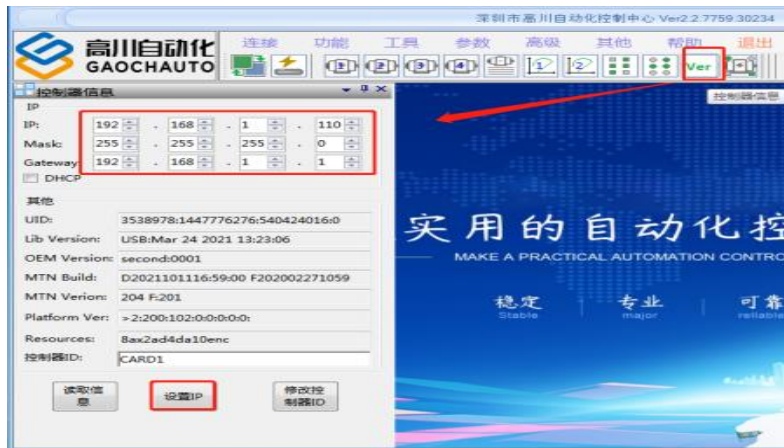 深圳市高川自动化控制中心 Ver2.2.7759.30234
高川自动化
GAOCHAUTO
连接 功能 工具 参数 高级 其他 帮助 退出
1 2 3 4 1 2 Ver
控制器信息
控制器信息
IP
IP: 192 . 168 . 1 . 110
Mask: 255 . 255 . 255 . 0
Gateway: 192 . 168 . 1 . 1
DHCP
其他
UID: 3538978:1447776276:540424016:0
Lib Version: USB:Mar 24 2021 13:23:06
OEM Version: second:0001
MTN Build: D2021101116:59:00 F202002271059
MTN Verion: 204 F:201
Platform Ver: >2:200:102:0:0:0:0:
Resources: 8ax2ad4da10enc
控制器ID: CARD1
读取信息
设置IP
修改控制器ID
实用的自动化控
MAKE A PRACTICAL AUTOMATION CONTRO
稳定 专业 可靠
Stable major reliable